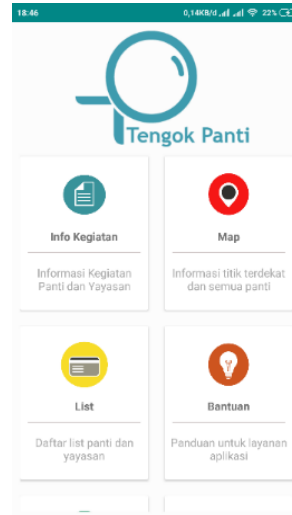 18:46 0,14KB/d 22%
Tengok Panti
Info Kegiatan
Informasi Kegiatan
Panti dan Yayasan
Map
Informasi titik terdekat
dan semua panti
List
Daftar list panti dan
yayasan
Bantuan
Panduan untuk layanan
aplikasi